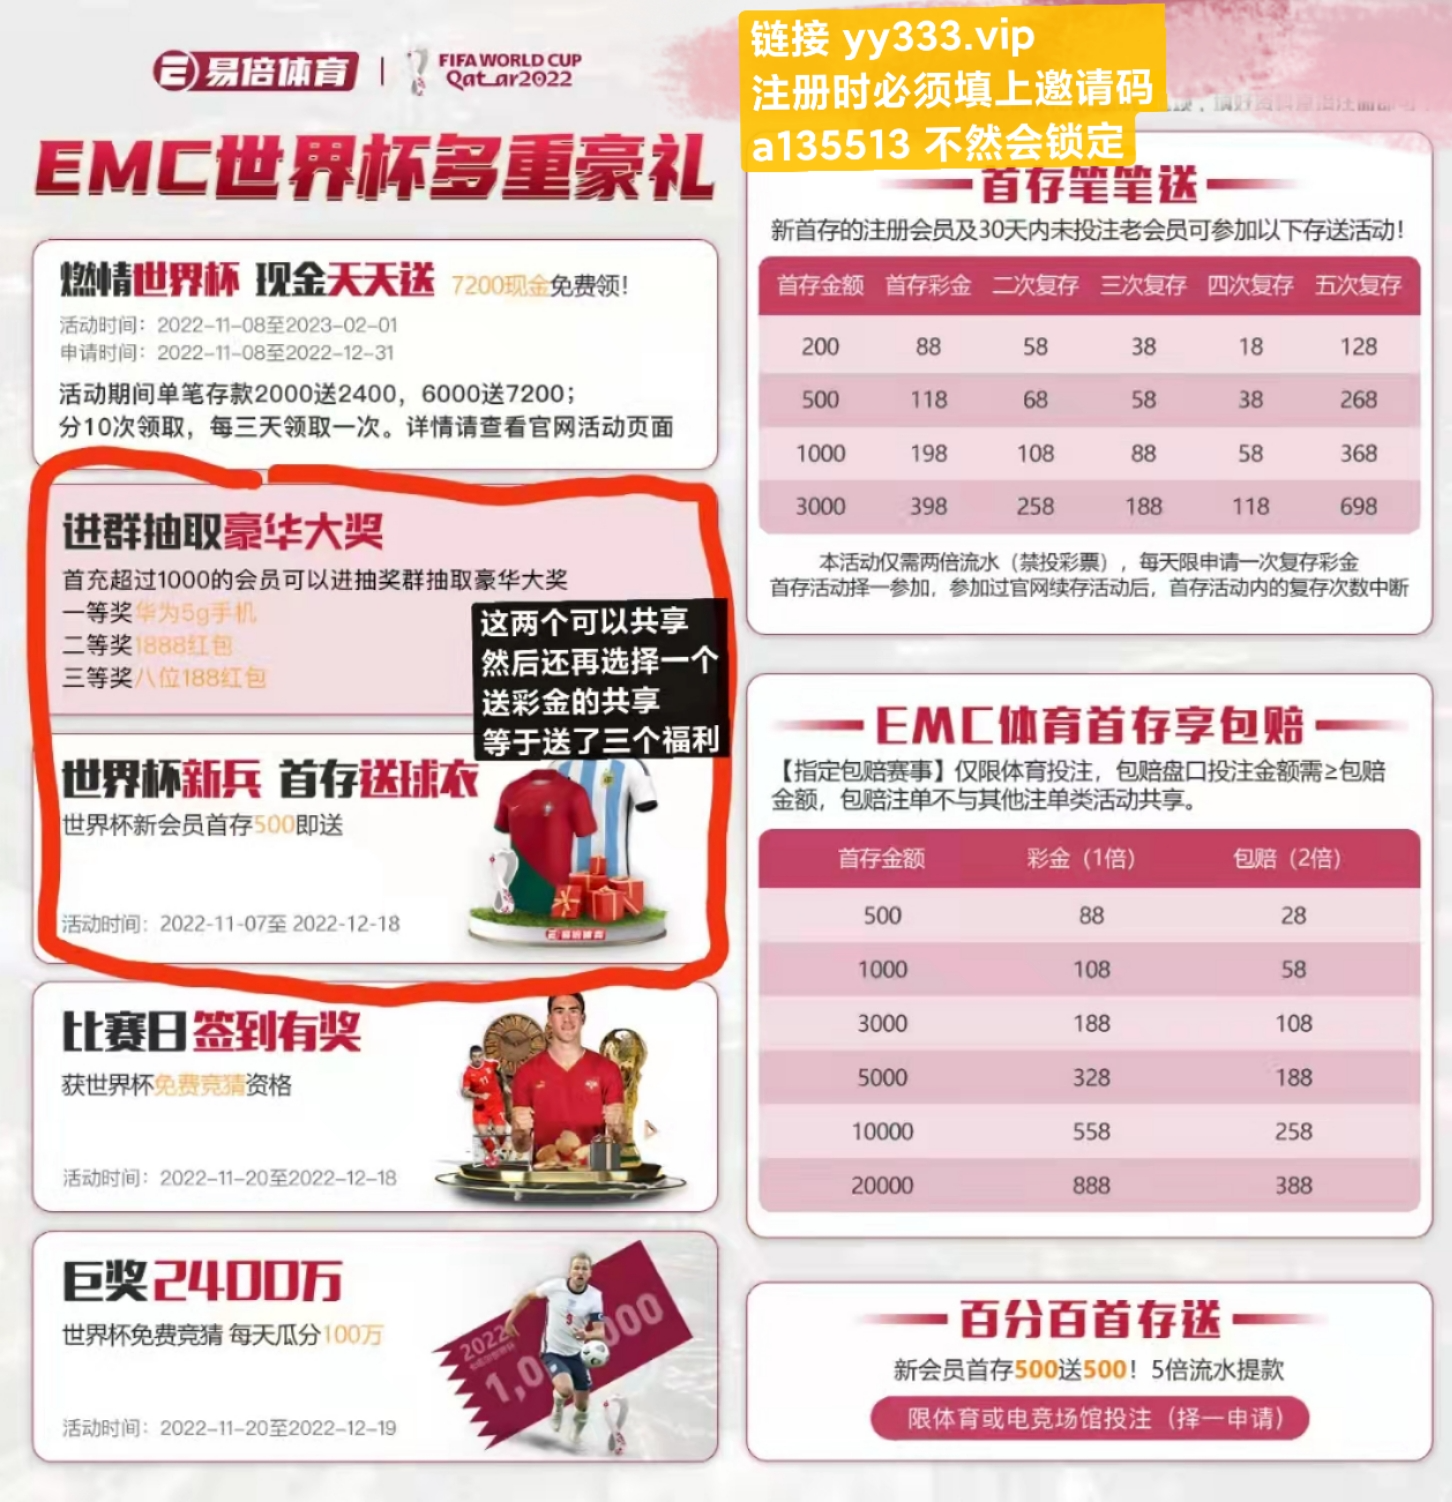 易倍体育
FIFA WORLD CUP
Qatar2022
EMC世界杯多重豪礼
燃情世界杯 现金天天送 7200现金免费领！
活动时间：2022-11-08至2023-02-01
申请时间：2022-11-08至2022-12-31
活动期间单笔存款2000送2400，6000送7200；
分10次领取，每三天领取一次。详情请查看官网活动页面
进群抽取豪华大奖
首充超过1000的会员可以进抽奖群抽取豪华大奖
一等奖华为5g手机
二等奖1888红包
三等奖八位188红包
这两个可以共享
然后还再选择一个
送彩金的共享
等于送了三个福利
世界杯新兵 首存送球衣
世界杯新会员首存500即送
活动时间：2022-11-07至 2022-12-18
易倍体育
比赛日签到有奖
获世界杯免费竞猜资格
活动时间：2022-11-20至2022-12-18
巨奖2400万
世界杯免费竞猜 每天瓜分100万
2022
1,0
000
活动时间：2022-11-20至2022-12-19
链接 yy333.vip
注册时必须填上邀请码
a135513 不然会锁定
首存笔笔送
新首存的注册会员及30天内未投注老会员可参加以下存送活动！
首存金额 首存彩金 二次复存 三次复存 四次复存 五次复存
200 88 58 38 18 128
500 118 68 58 38 268
1000 198 108 88 58 368
3000 398 258 188 118 698
本活动仅需两倍流水（禁投彩票），每天限申请一次复存彩金
首存活动择一参加，参加过官网续存活动后，首存活动内的复存次数中断
EMC体育首存享包赔
【指定包赔赛事】仅限体育投注，包赔盘口投注金额需≥包赔
金额，包赔注单不与其他注单类活动共享。
首存金额 彩金（1倍） 包赔（2倍）
500 88 28
1000 108 58
3000 188 108
5000 328 188
10000 558 258
20000 888 388
百分百首存送
新会员首存500送500！5倍流水提款
限体育或电竞场馆投注（择一申请）